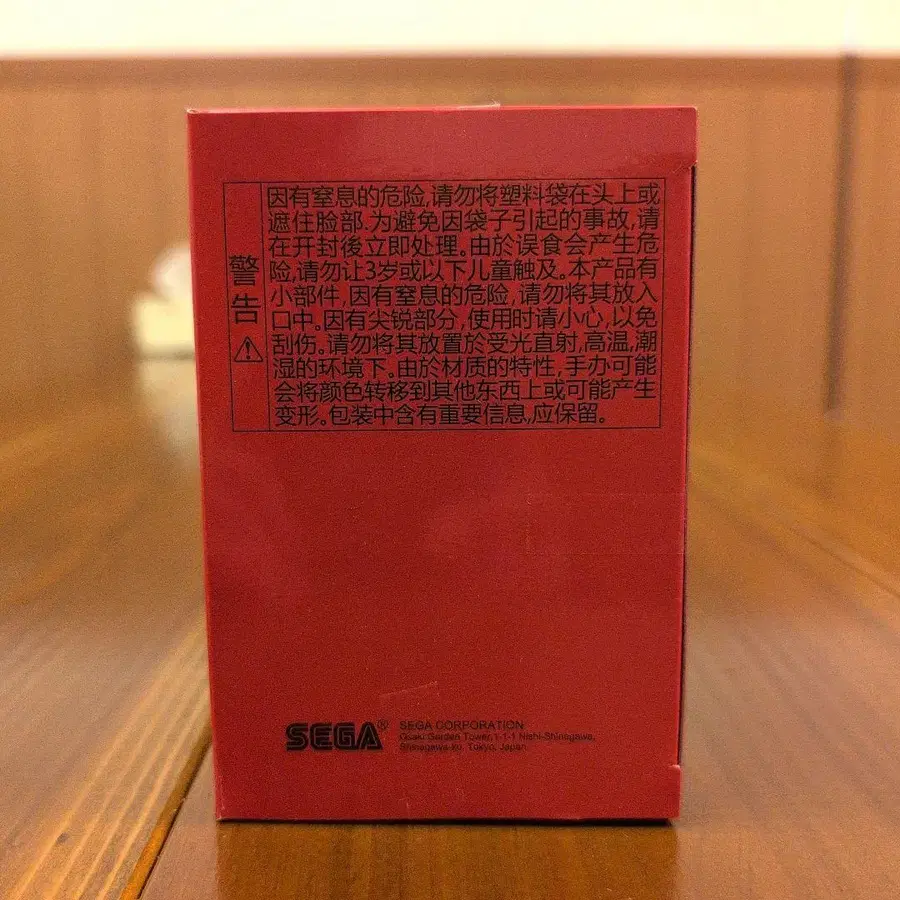 警告
因有窒息的危险,请勿将塑料袋在头上或
遮住脸部.为避免因袋子引起的事故,请
在开封後立即处理。由於误食会产生危
险,请勿让3岁或以下儿童触及。本产品有
小部件,因有窒息的危险,请勿将其放入
口中。因有尖锐部分,使用时请小心,以免
刮伤。请勿将其放置於受光直射,高温,潮
湿的环境下。由於材质的特性,手办可能
会将颜色转移到其他东西上或可能产生
变形。包装中含有重要信息,应保留。
SEGA®
SEGA CORPORATION
Osaki Garden Tower,1-1-1 Nishi-Shinagawa,
Shinagawa-ku, Tokyo, Japan